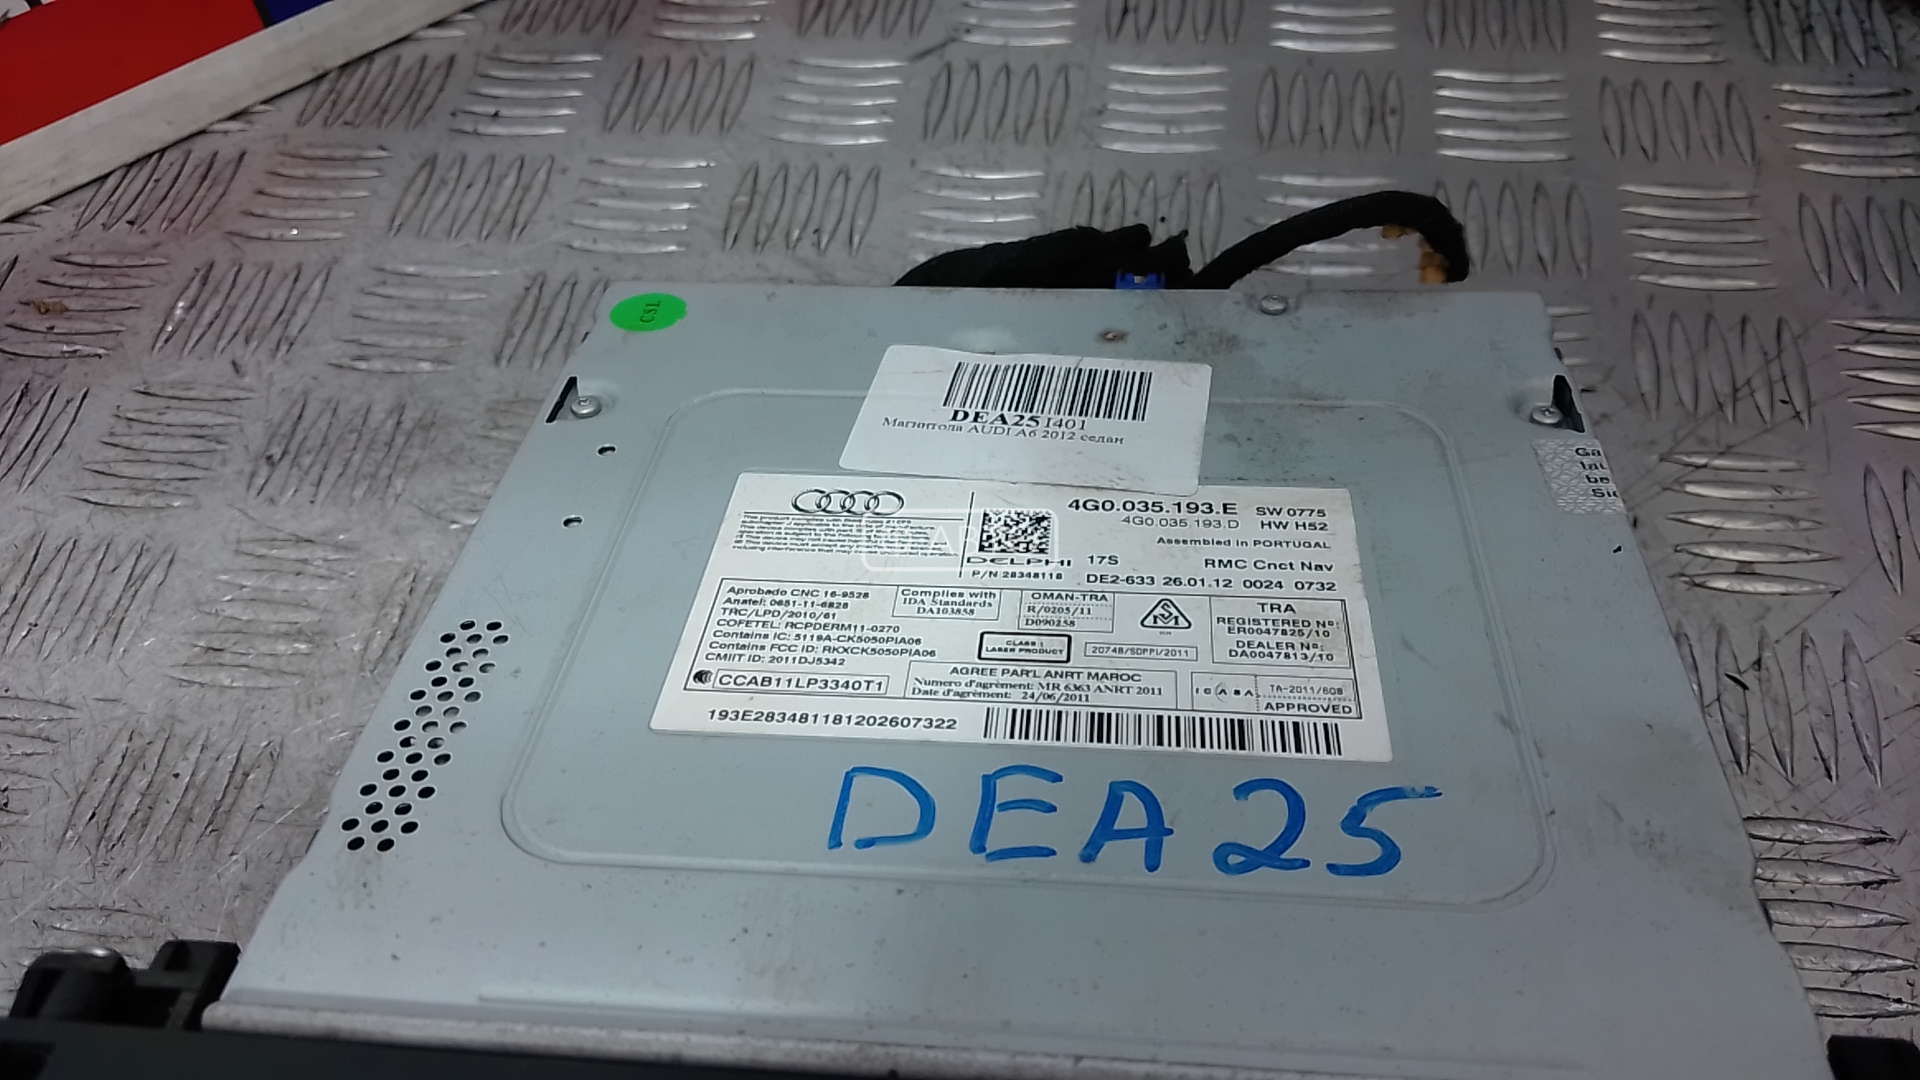 CSL
DEA25I401
Магнитола AUDI A6 2012 седан
4G0.035.193.E SW 0775
4G0.035.193.D HW H52
Assembled in PORTUGAL
DELPHI 17S RMC Cnct Nav
P/N 28348118 DE2-633 26.01.12 0024 0732
Aprobado CNC 16-9528
Anatel: 0651-11-6828
TRC/LPD/2010/61
COFETEL: RCPDERM11-0270
Contains IC: 5119A-CK5050PIA06
Contains FCC ID: RKXCK5050PIA06
CMIIT ID: 2011DJ5342
CCAB11LP3340T1
Complies with
IDA Standards
DA103858
OMAN-TRA
R/0205/11
D090258
CLASS 1
LASER PRODUCT
20748/SDPPI/2011
TRA
REGISTERED No:
ER0047825/10
DEALER No:
DA0047813/10
AGREE PAR'L ANRT MAROC
Numero d'agrément: MR 6363 ANRT 2011
Date d'agrément: 24/06/2011
ICASA TA-2011/608
APPROVED
193E283481181202607322
DEA25